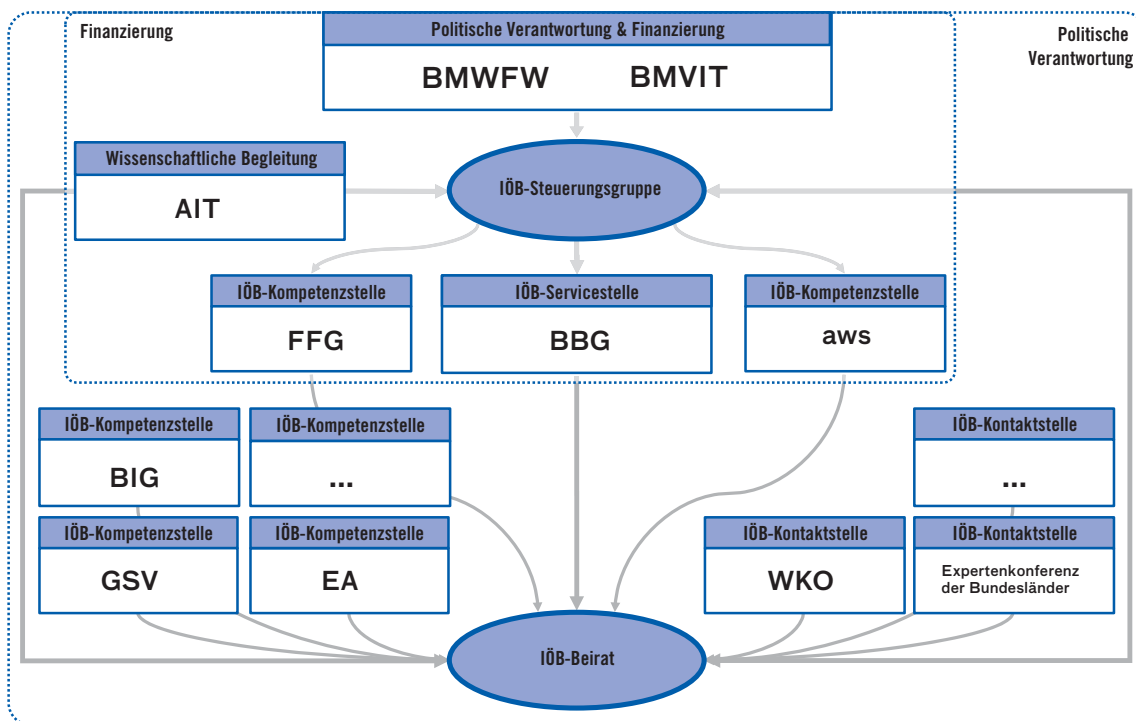 Finanzierung
Politische Verantwortung & Finanzierung
BMWFW BMVIT
Politische
Verantwortung
Wissenschaftliche Begleitung
AIT
IÖB-Steuerungsgruppe
IÖB-Kompetenzstelle
FFG
IÖB-Servicestelle
BBG
IÖB-Kompetenzstelle
aws
IÖB-Kompetenzstelle
BIG
IÖB-Kompetenzstelle
...
IÖB-Kontaktstelle
...
IÖB-Kompetenzstelle
GSV
IÖB-Kompetenzstelle
EA
IÖB-Kontaktstelle
WKO
IÖB-Kontaktstelle
Expertenkonferenz
der Bundesländer
IÖB-Beirat